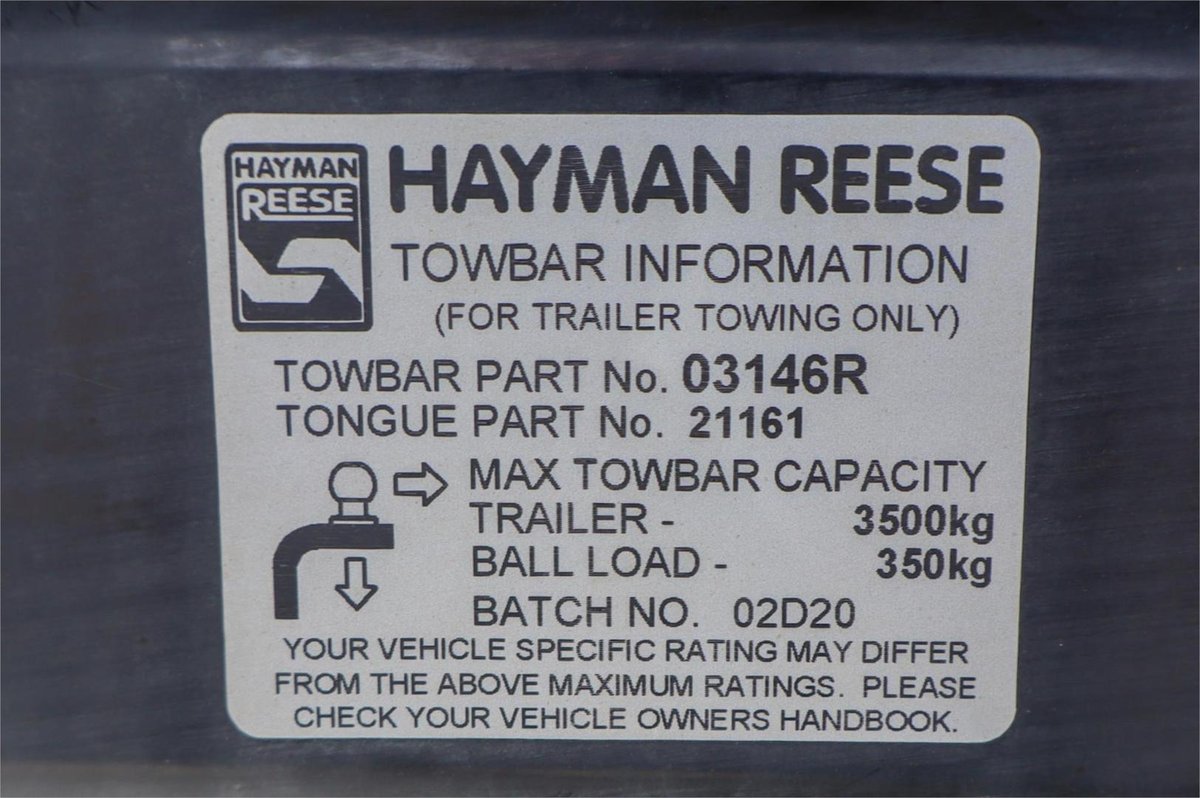 HAYMAN
REESE
HAYMAN REESE
TOWBAR INFORMATION
(FOR TRAILER TOWING ONLY)
TOWBAR PART No. 03146R
TONGUE PART No. 21161
MAX TOWBAR CAPACITY
TRAILER - 3500kg
BALL LOAD - 350kg
BATCH NO. 02D20
YOUR VEHICLE SPECIFIC RATING MAY DIFFER
FROM THE ABOVE MAXIMUM RATINGS. PLEASE
CHECK YOUR VEHICLE OWNERS HANDBOOK.